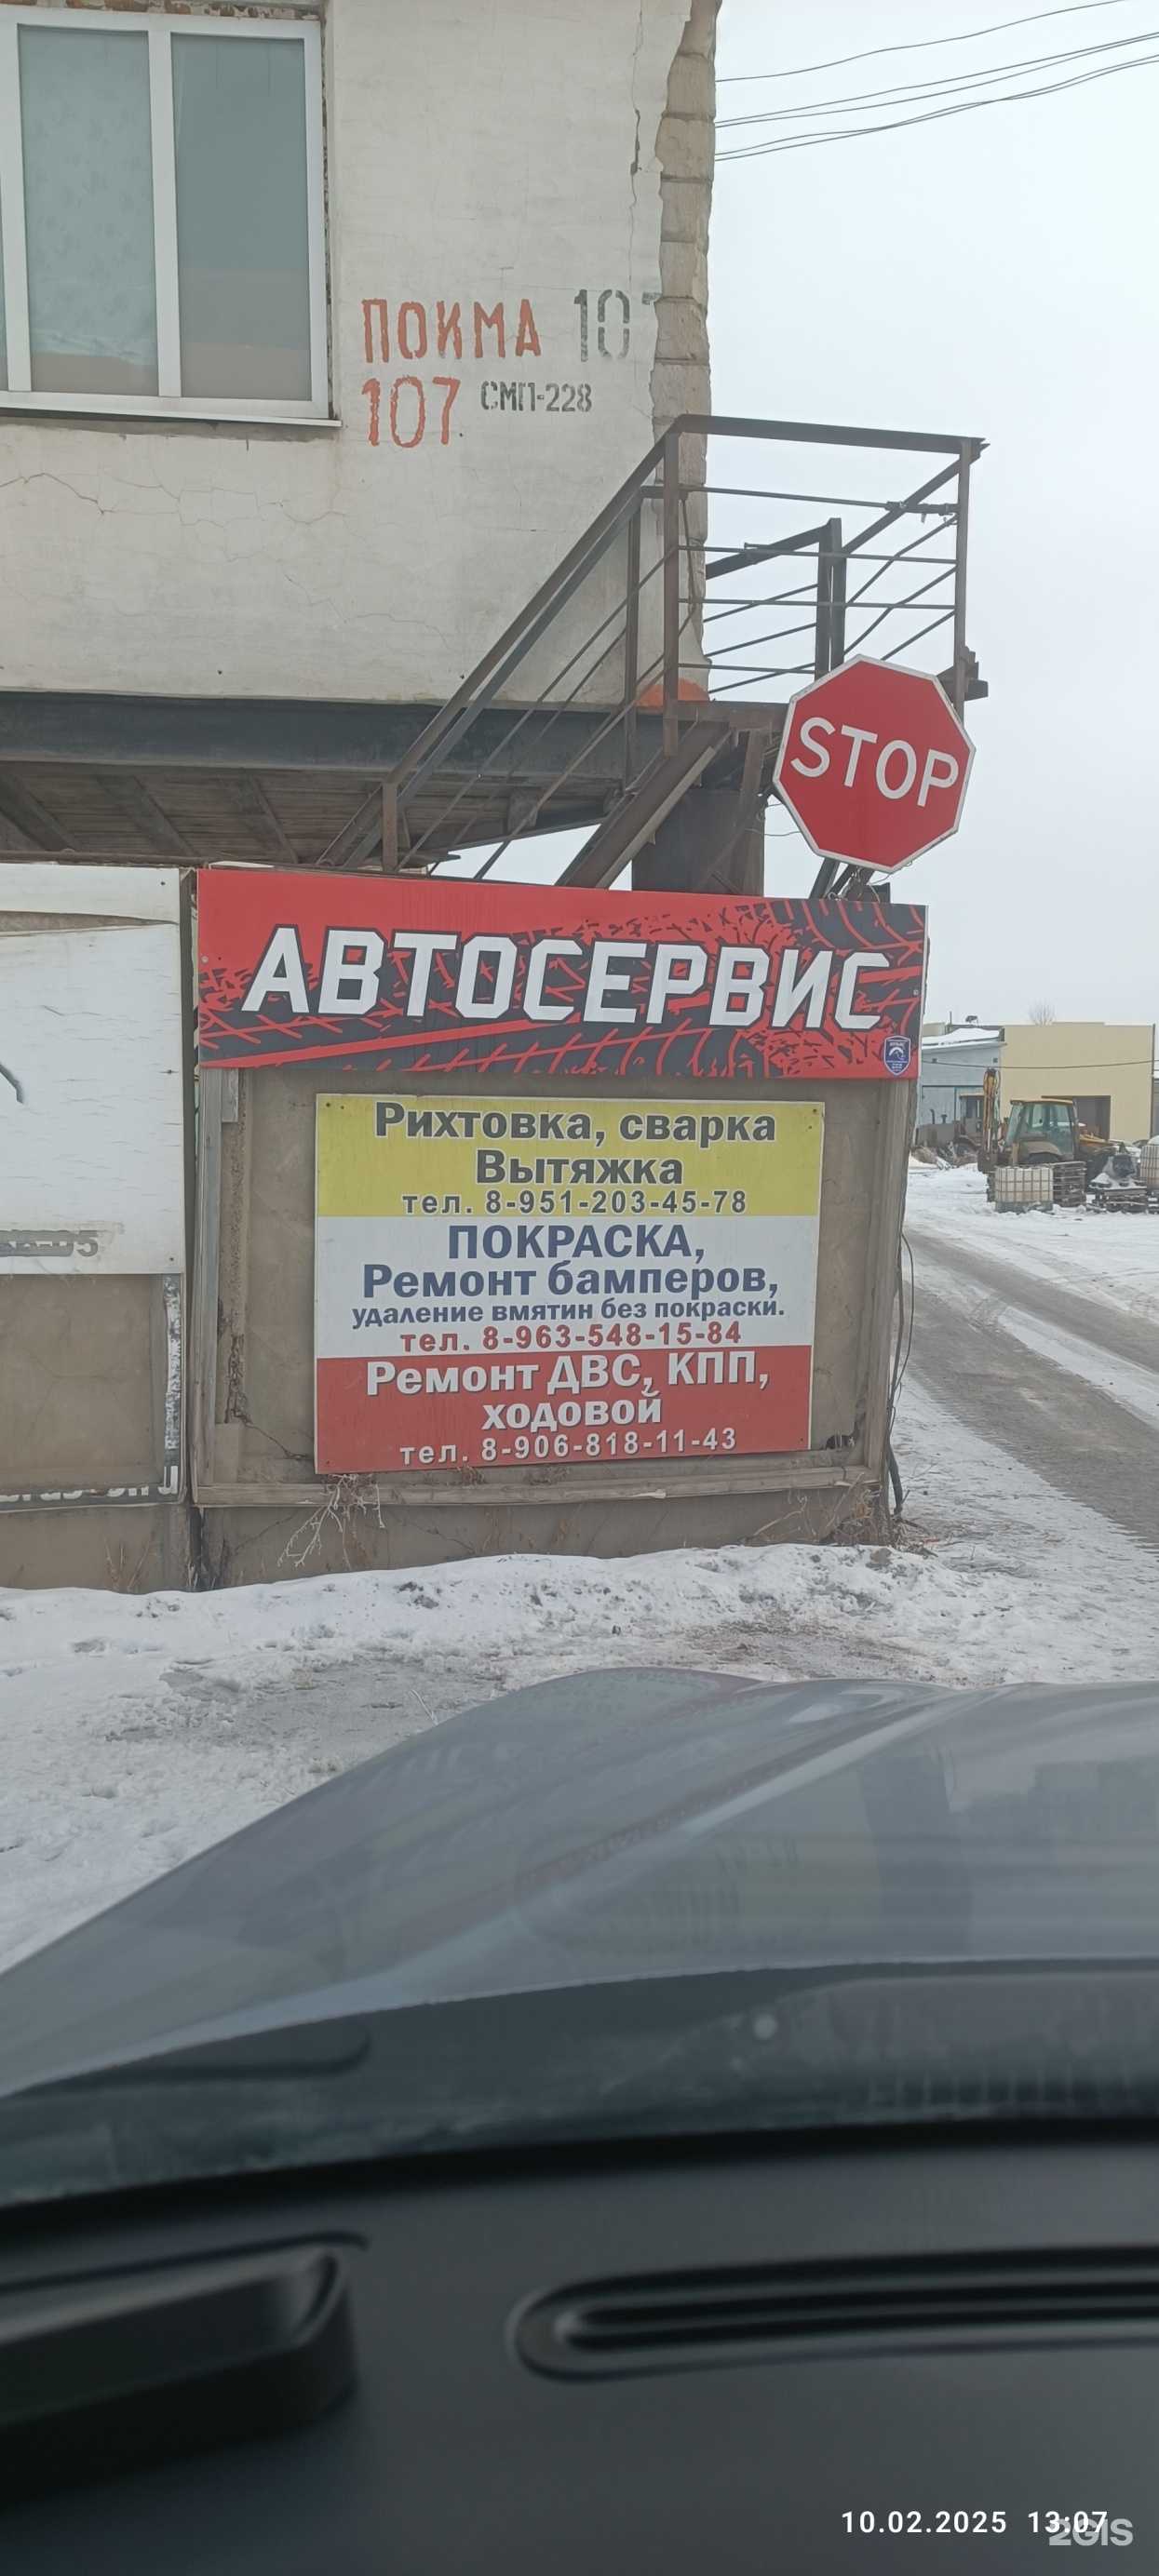 ПОЙМА 10
107 СМП-228
STOP
АВТОСЕРВИС
Рихтовка, сварка
Вытяжка
тел. 8-951-203-45-78
ПОКРАСКА,
Ремонт бамперов,
удаление вмятин без покраски.
тел. 8-963-548-15-84
Ремонт ДВС, КПП,
ходовой
тел. 8-906-818-11-43
10.02.2025 13:07
2GIS